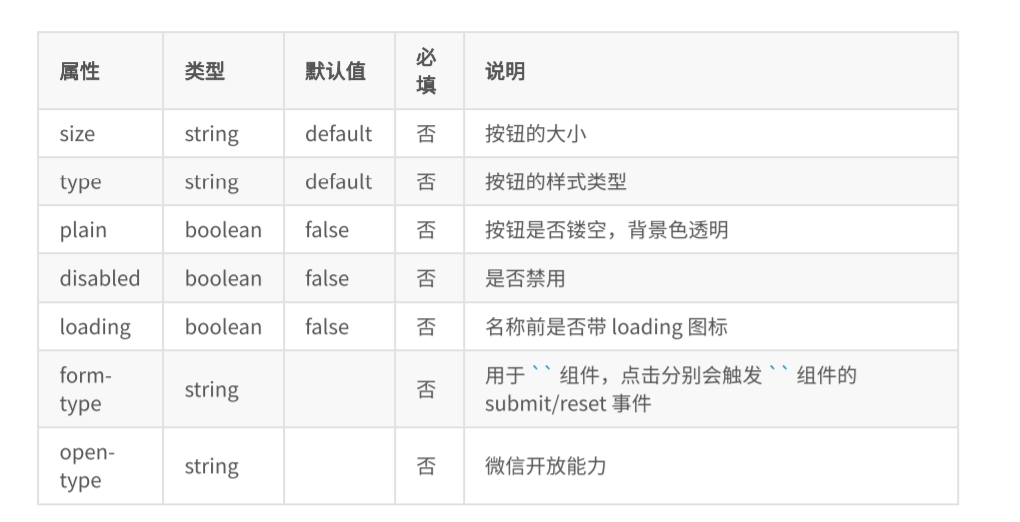 属性 类型 默认值 必填 说明
size string default 否 按钮的大小
type string default 否 按钮的样式类型
plain boolean false 否 按钮是否镂空，背景色透明
disabled boolean false 否 是否禁用
loading boolean false 否 名称前是否带 loading 图标
form-
type string 否 用于 `` 组件，点击分别会触发 `` 组件的
submit/reset 事件
open-
type string 否 微信开放能力